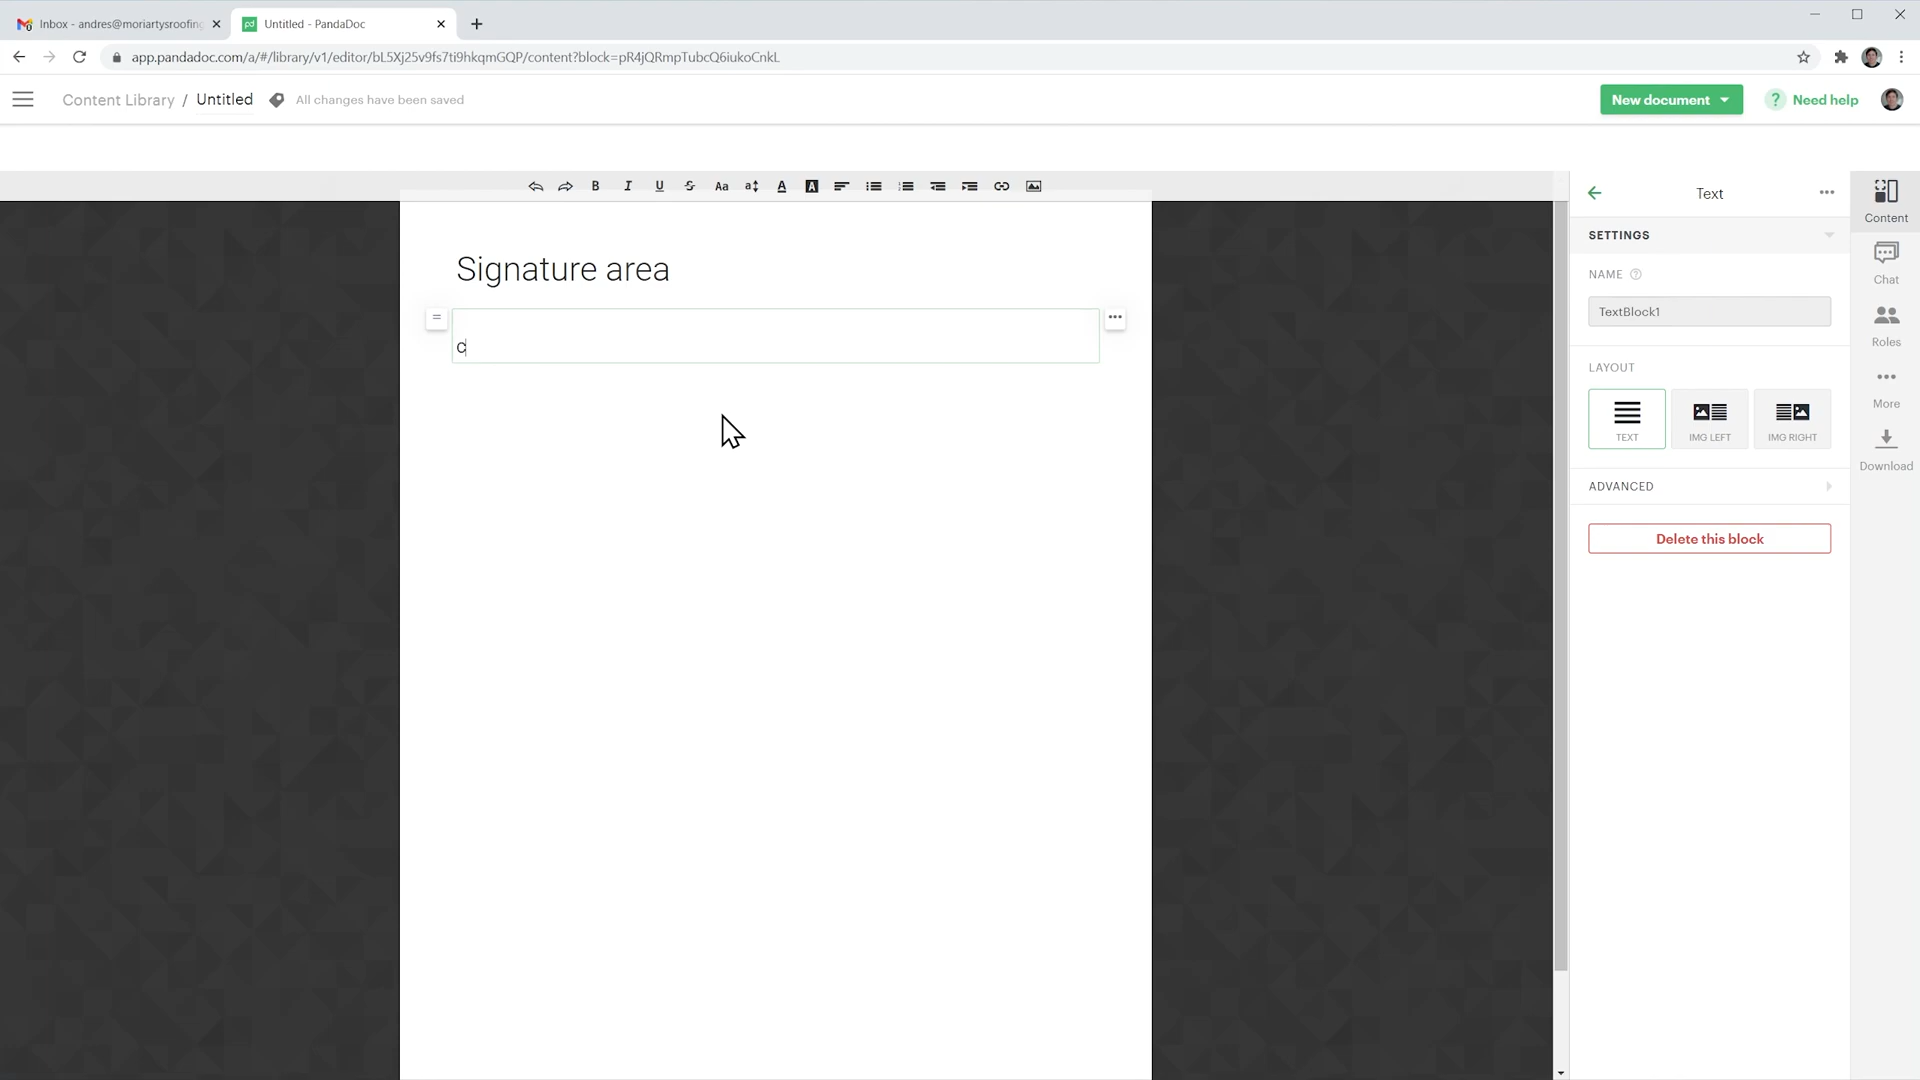 Inbox - andres@moriartysroofing
Untitled - PandaDoc
app.pandadoc.com/a/#/library/v1/editor/bL5Xj25v9fs7ti9hkqmGQP/content?block=pR4jQRmpTubcQ6iukoCnkL
Content Library / Untitled All changes have been saved
New document
? Need help
B I U S Aa a A A
Signature area
c
Text
SETTINGS
NAME ?
TextBlock1
LAYOUT
TEXT
IMG LEFT
IMG RIGHT
ADVANCED
Delete this block
Content
Chat
Roles
More
Download